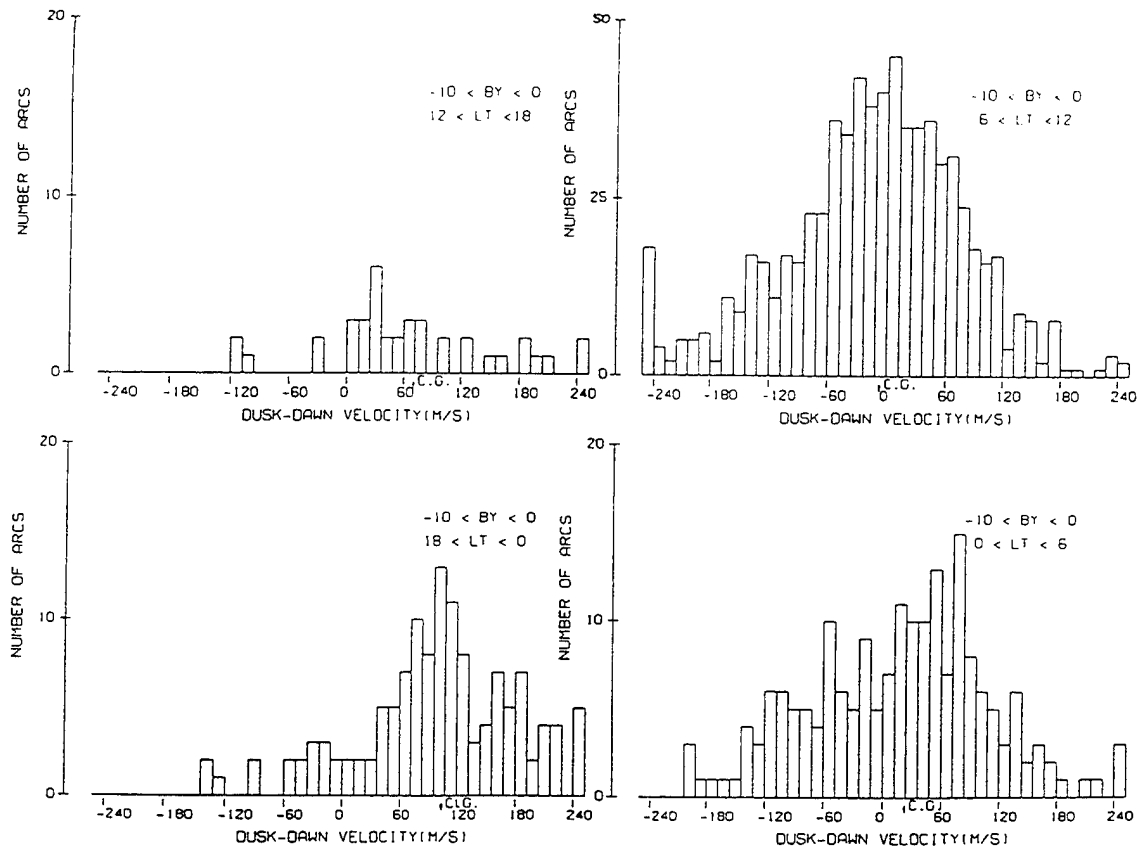 20
10
0
NUMBER OF ARCS
-10 < BY < 0
12 < LT <18
-240 -180 -120 -60 0 60 120 180 240
C.G.
DUSK-DAWN VELOCITY(M/S)
50
25
0
NUMBER OF ARCS
-10 < BY < 0
6 < LT <12
-240 -180 -120 -60 0 60 120 180 240
C.G.
DUSK-DAWN VELOCITY(M/S)
20
10
0
NUMBER OF ARCS
-10 < BY < 0
18 < LT < 0
-240 -180 -120 -60 0 60 120 180 240
C.G.
DUSK-DAWN VELOCITY(M/S)
20
10
0
NUMBER OF ARCS
-10 < BY < 0
0 < LT < 6
-240 -180 -120 -60 0 60 120 180 240
C.G.
DUSK-DAWN VELOCITY(M/S)